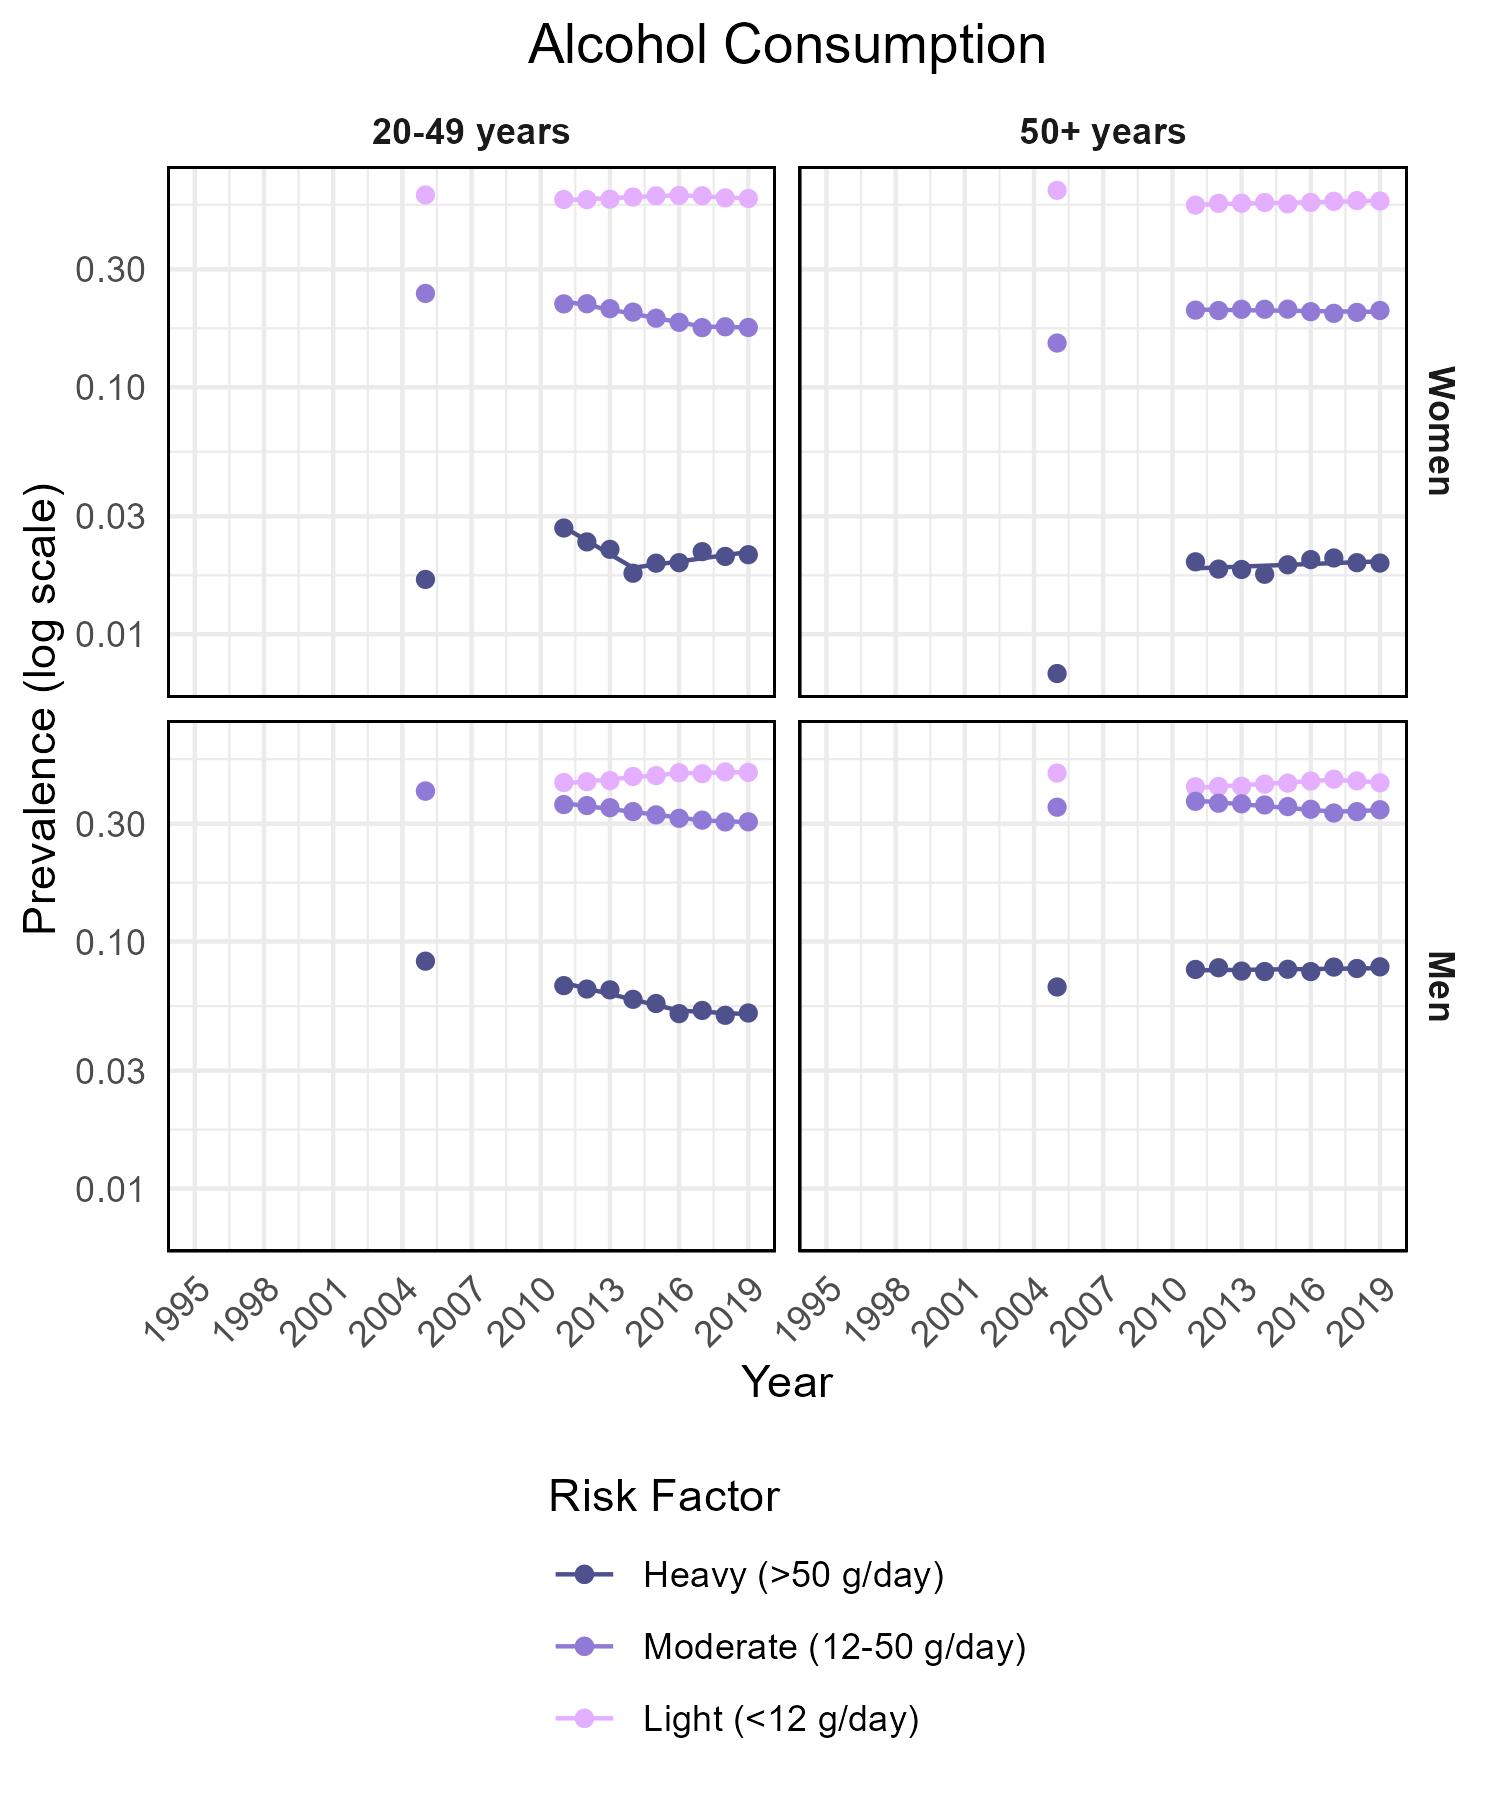 Alcohol Consumption
20-49 years
50+ years
Prevalence (log scale)
0.30
0.10
0.03
0.01
Women
0.30
0.10
0.03
0.01
Men
1995 1998 2001 2004 2007 2010 2013 2016 2019
1995 1998 2001 2004 2007 2010 2013 2016 2019
Year
Risk Factor
Heavy (>50 g/day)
Moderate (12-50 g/day)
Light (<12 g/day)